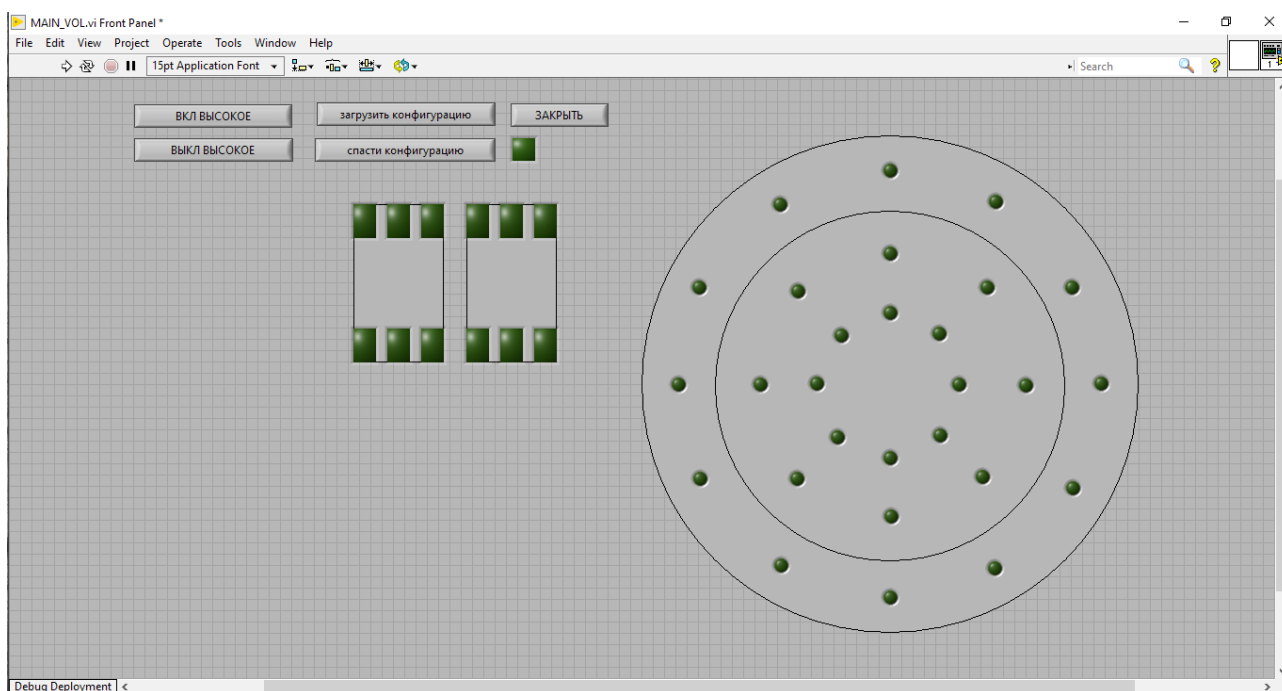 MAIN_VOL.vi Front Panel *
File Edit View Project Operate Tools Window Help
15pt Application Font
Search
1
ВКЛ ВЫСОКОЕ
загрузить конфигурацию
ЗАКРЫТЬ
ВЫКЛ ВЫСОКОЕ
спасти конфигурацию
Debug Deployment